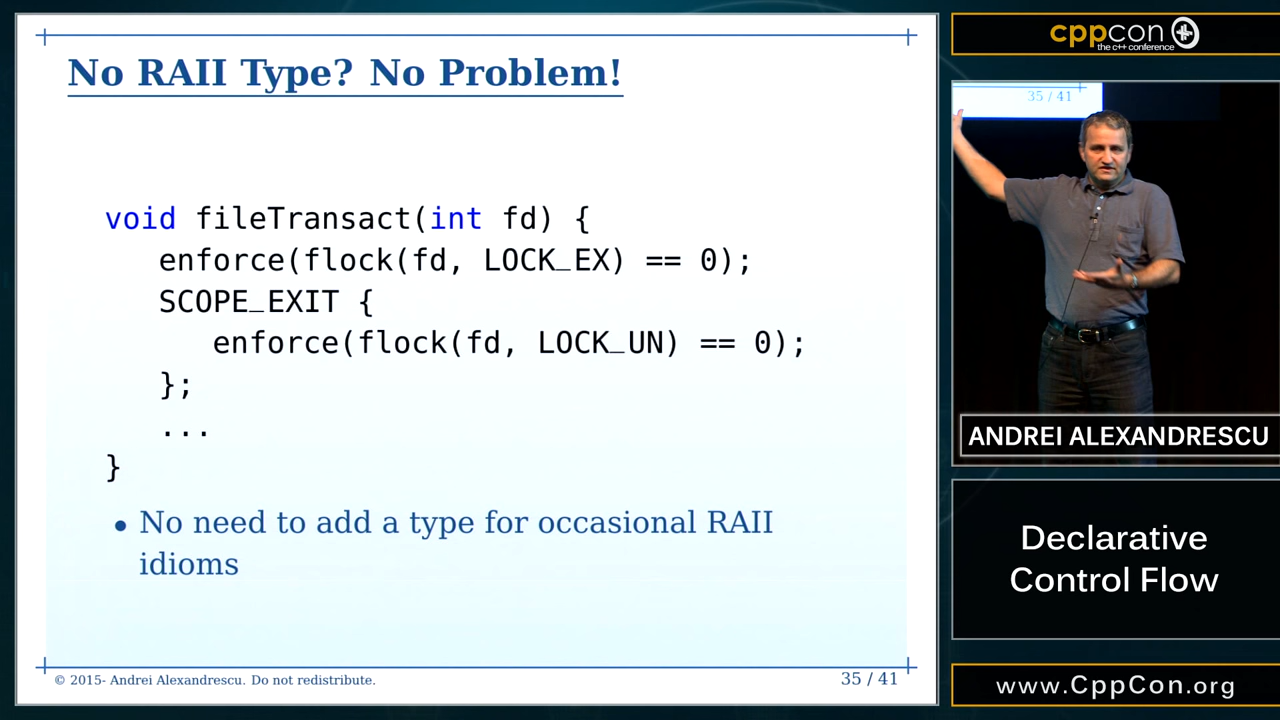 No RAII Type? No Problem!
void fileTransact(int fd) {
enforce(flock(fd, LOCK_EX) == 0);
SCOPE_EXIT {
enforce(flock(fd, LOCK_UN) == 0);
};
...
}
• No need to add a type for occasional RAII
idioms
© 2015- Andrei Alexandrescu. Do not redistribute.
35 / 41
cppcon
the c++ conference
35 / 41
ANDREI ALEXANDRESCU
Declarative
Control Flow
www.CppCon.org